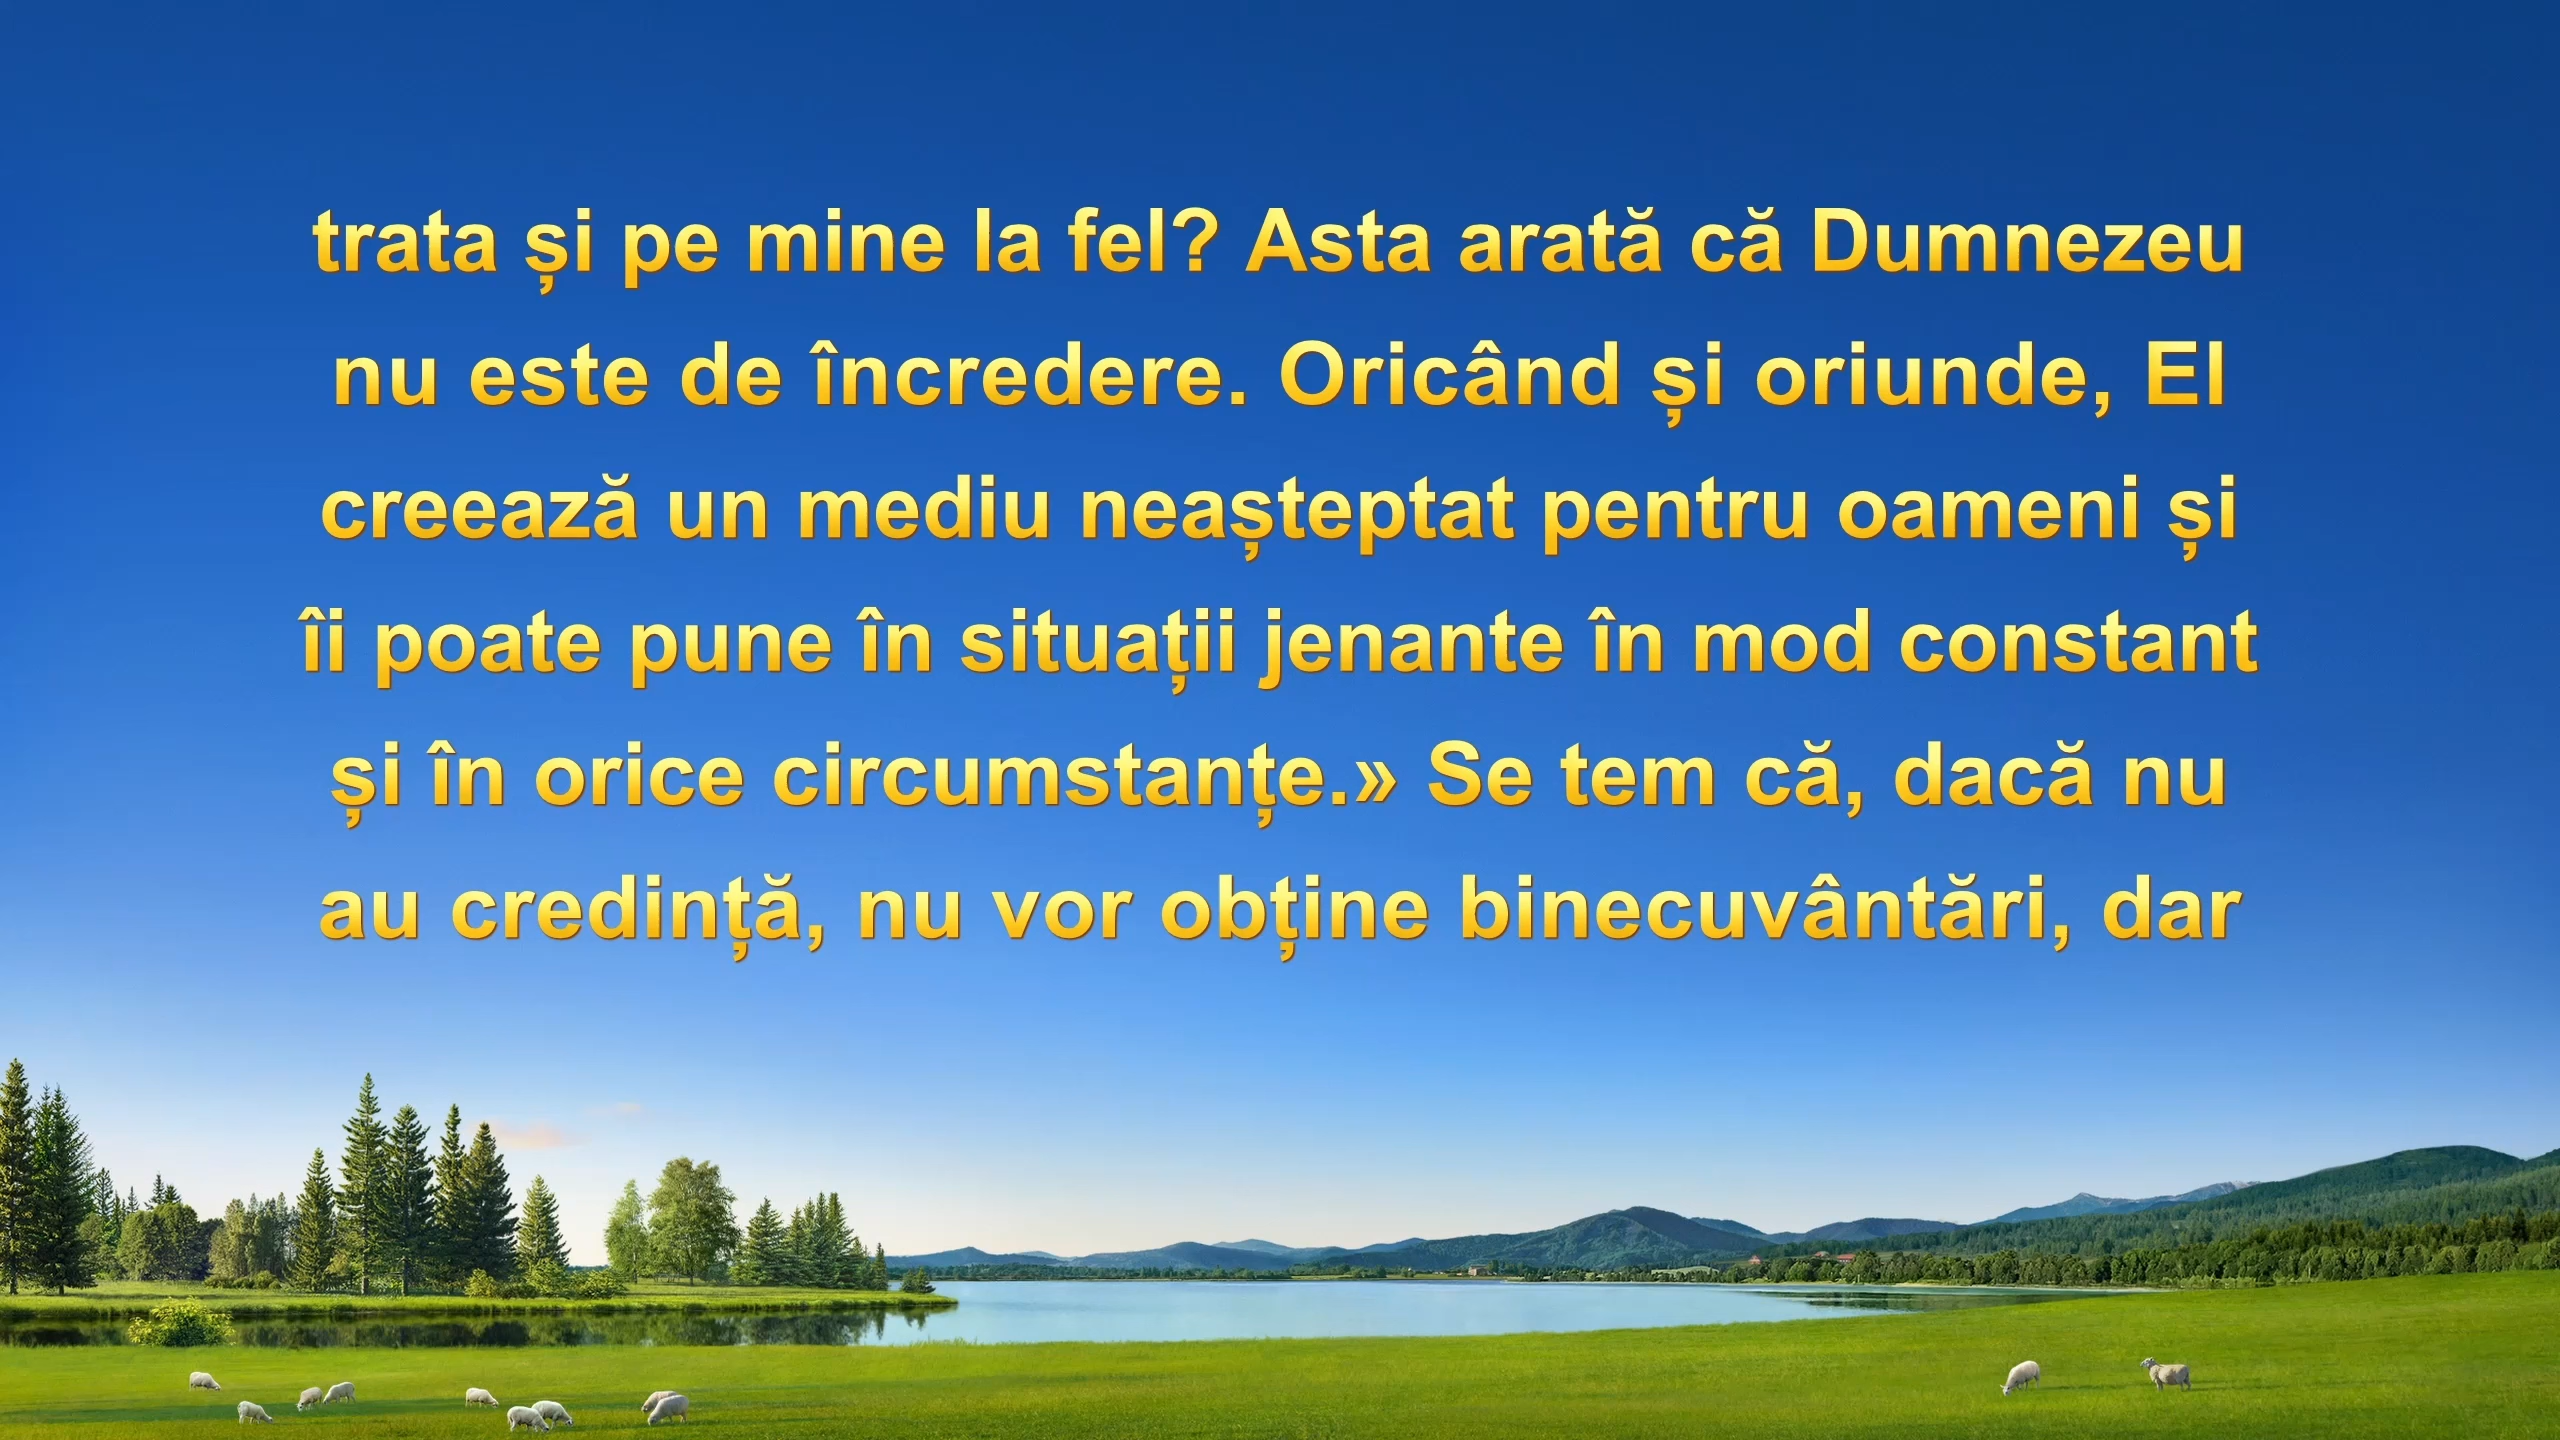 trata și pe mine la fel? Asta arată că Dumnezeu
nu este de încredere. Oricând și oriunde, El
creează un mediu neașteptat pentru oameni și
îi poate pune în situații jenante în mod constant
și în orice circumstanțe.» Se tem că, dacă nu
au credință, nu vor obține binecuvântări, dar